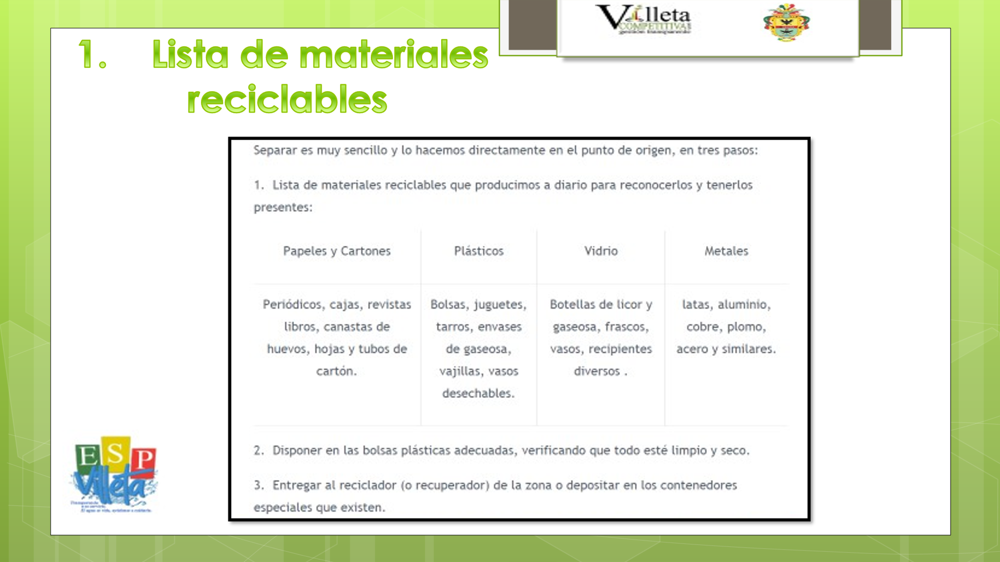 Villeta
COMPETITIVAS
1. Lista de materiales
reciclables
Separar es muy sencillo y lo hacemos directamente en el punto de origen, en tres pasos:
1. Lista de materiales reciclables que producimos a diario para reconocerlos y tenerlos
presentes:
Papeles y Cartones
Periódicos, cajas, revistas
libros, canastas de
huevos, hojas y tubos de
cartón.
Plásticos
Bolsas, juguetes,
tarros, envases
de gaseosa,
vajillas, vasos
desechables.
Vidrio
Botellas de licor y
gaseosa, frascos,
vasos, recipientes
diversos .
Metales
latas, aluminio,
cobre, plomo,
acero y similares.
2. Disponer en las bolsas plásticas adecuadas, verificando que todo esté limpio y seco.
3. Entregar al reciclador (o recuperador) de la zona o depositar en los contenedores
especiales que existen.
ESP
Villeta